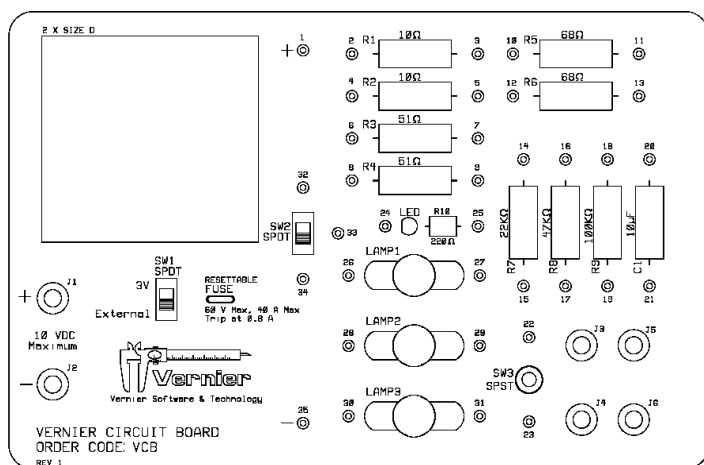 2 X SIZE D
1
+
2 R1 10Ω 3
10 R5 68Ω 11
4 R2 10Ω 5
12 R6 68Ω 13
6 R3 51Ω 7
8 R4 51Ω 9
14 16 18 20
22KΩ 47KΩ 100KΩ 10µF
R7 R8 R9 C1
15 17 19 21
32
SW2
SPDT
33
34
24 LED R10 25
220Ω
LAMP1
26 27
LAMP2
28 29
LAMP3
30 31
SW1
SPDT
3V
External
RESETTABLE
FUSE
60 V Max, 40 A Max
Trip at 0.8 A
+ J1
10 VDC
Maximum
- J2
Vernier
Vernier Software & Technology
22
SW3
SPST
23
J3 J5
J4 J6
- 35
VERNIER CIRCUIT BOARD
ORDER CODE: VCB
REV 1